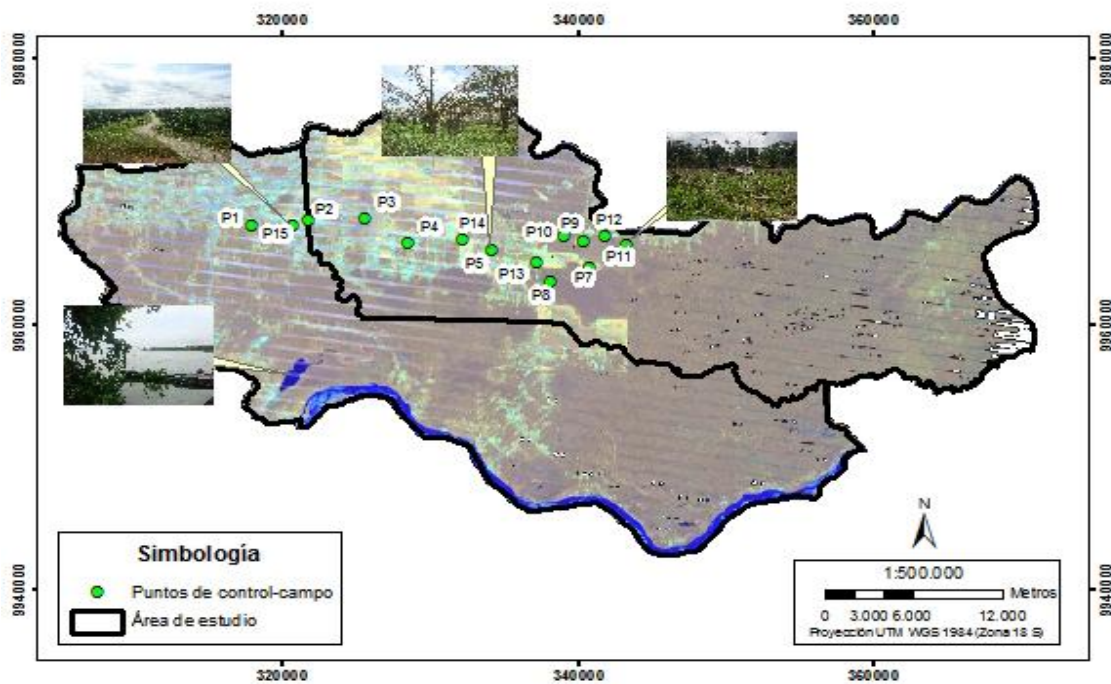 320000
340000
360000
9980000
9980000
P1
P15
P2
P3
P4
P14
P5
P13
P10
P9
P12
P11
P7
P8
9960000
9960000
N
Simbología
Puntos de control-campo
Área de estudio
1:500.000
Metros
0 3.000 6.000 12.000
Proyección UTM WGS 1984 (Zona 18 S)
9940000
9940000
320000
340000
360000